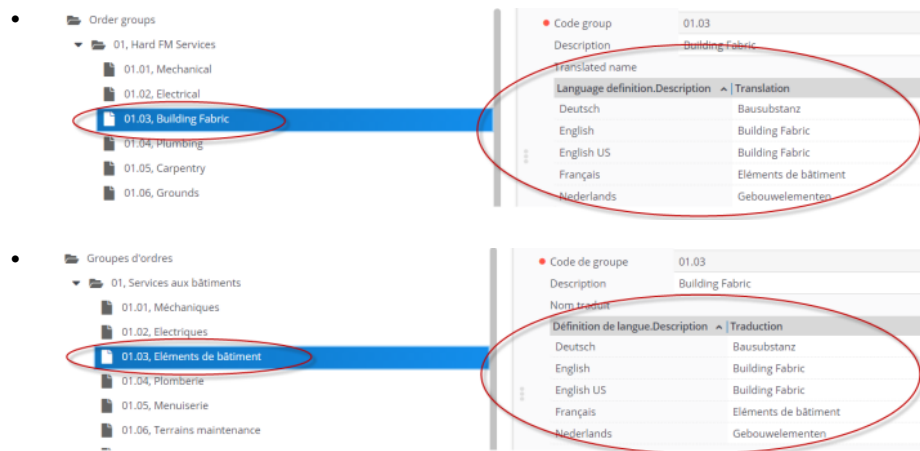 Order groups
01, Hard FM Services
01.01, Mechanical
01.02, Electrical
01.03, Building Fabric
01.04, Plumbing
01.05, Carpentry
01.06, Grounds
Code group 01.03
Description Building Fabric
Translated name
Language definition.Description Translation
Deutsch Bausubstanz
English Building Fabric
English US Building Fabric
Français Eléments de bâtiment
Nederlands Gebouwelementen
Groupes d'ordres
01, Services aux bâtiments
01.01, Méchaniques
01.02, Electriques
01.03, Eléments de bâtiment
01.04, Plomberie
01.05, Menuiserie
01.06, Terrains maintenance
Code de groupe 01.03
Description Building Fabric
Nom traduit
Définition de langue.Description Traduction
Deutsch Bausubstanz
English Building Fabric
English US Building Fabric
Français Eléments de bâtiment
Nederlands Gebouwelementen